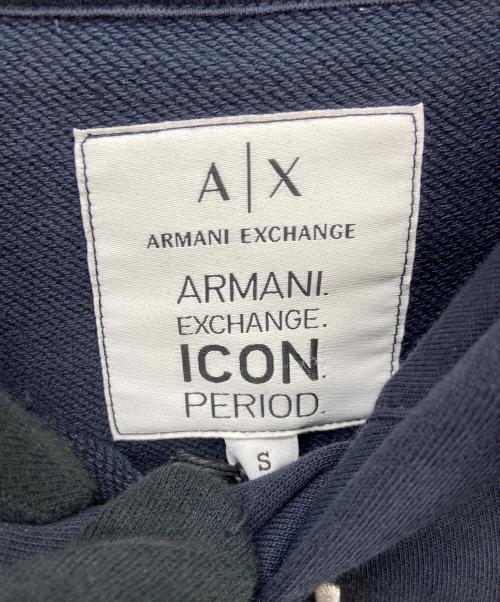 A|X
ARMANI EXCHANGE
ARMANI.
EXCHANGE.
ICON.
PERIOD.
S